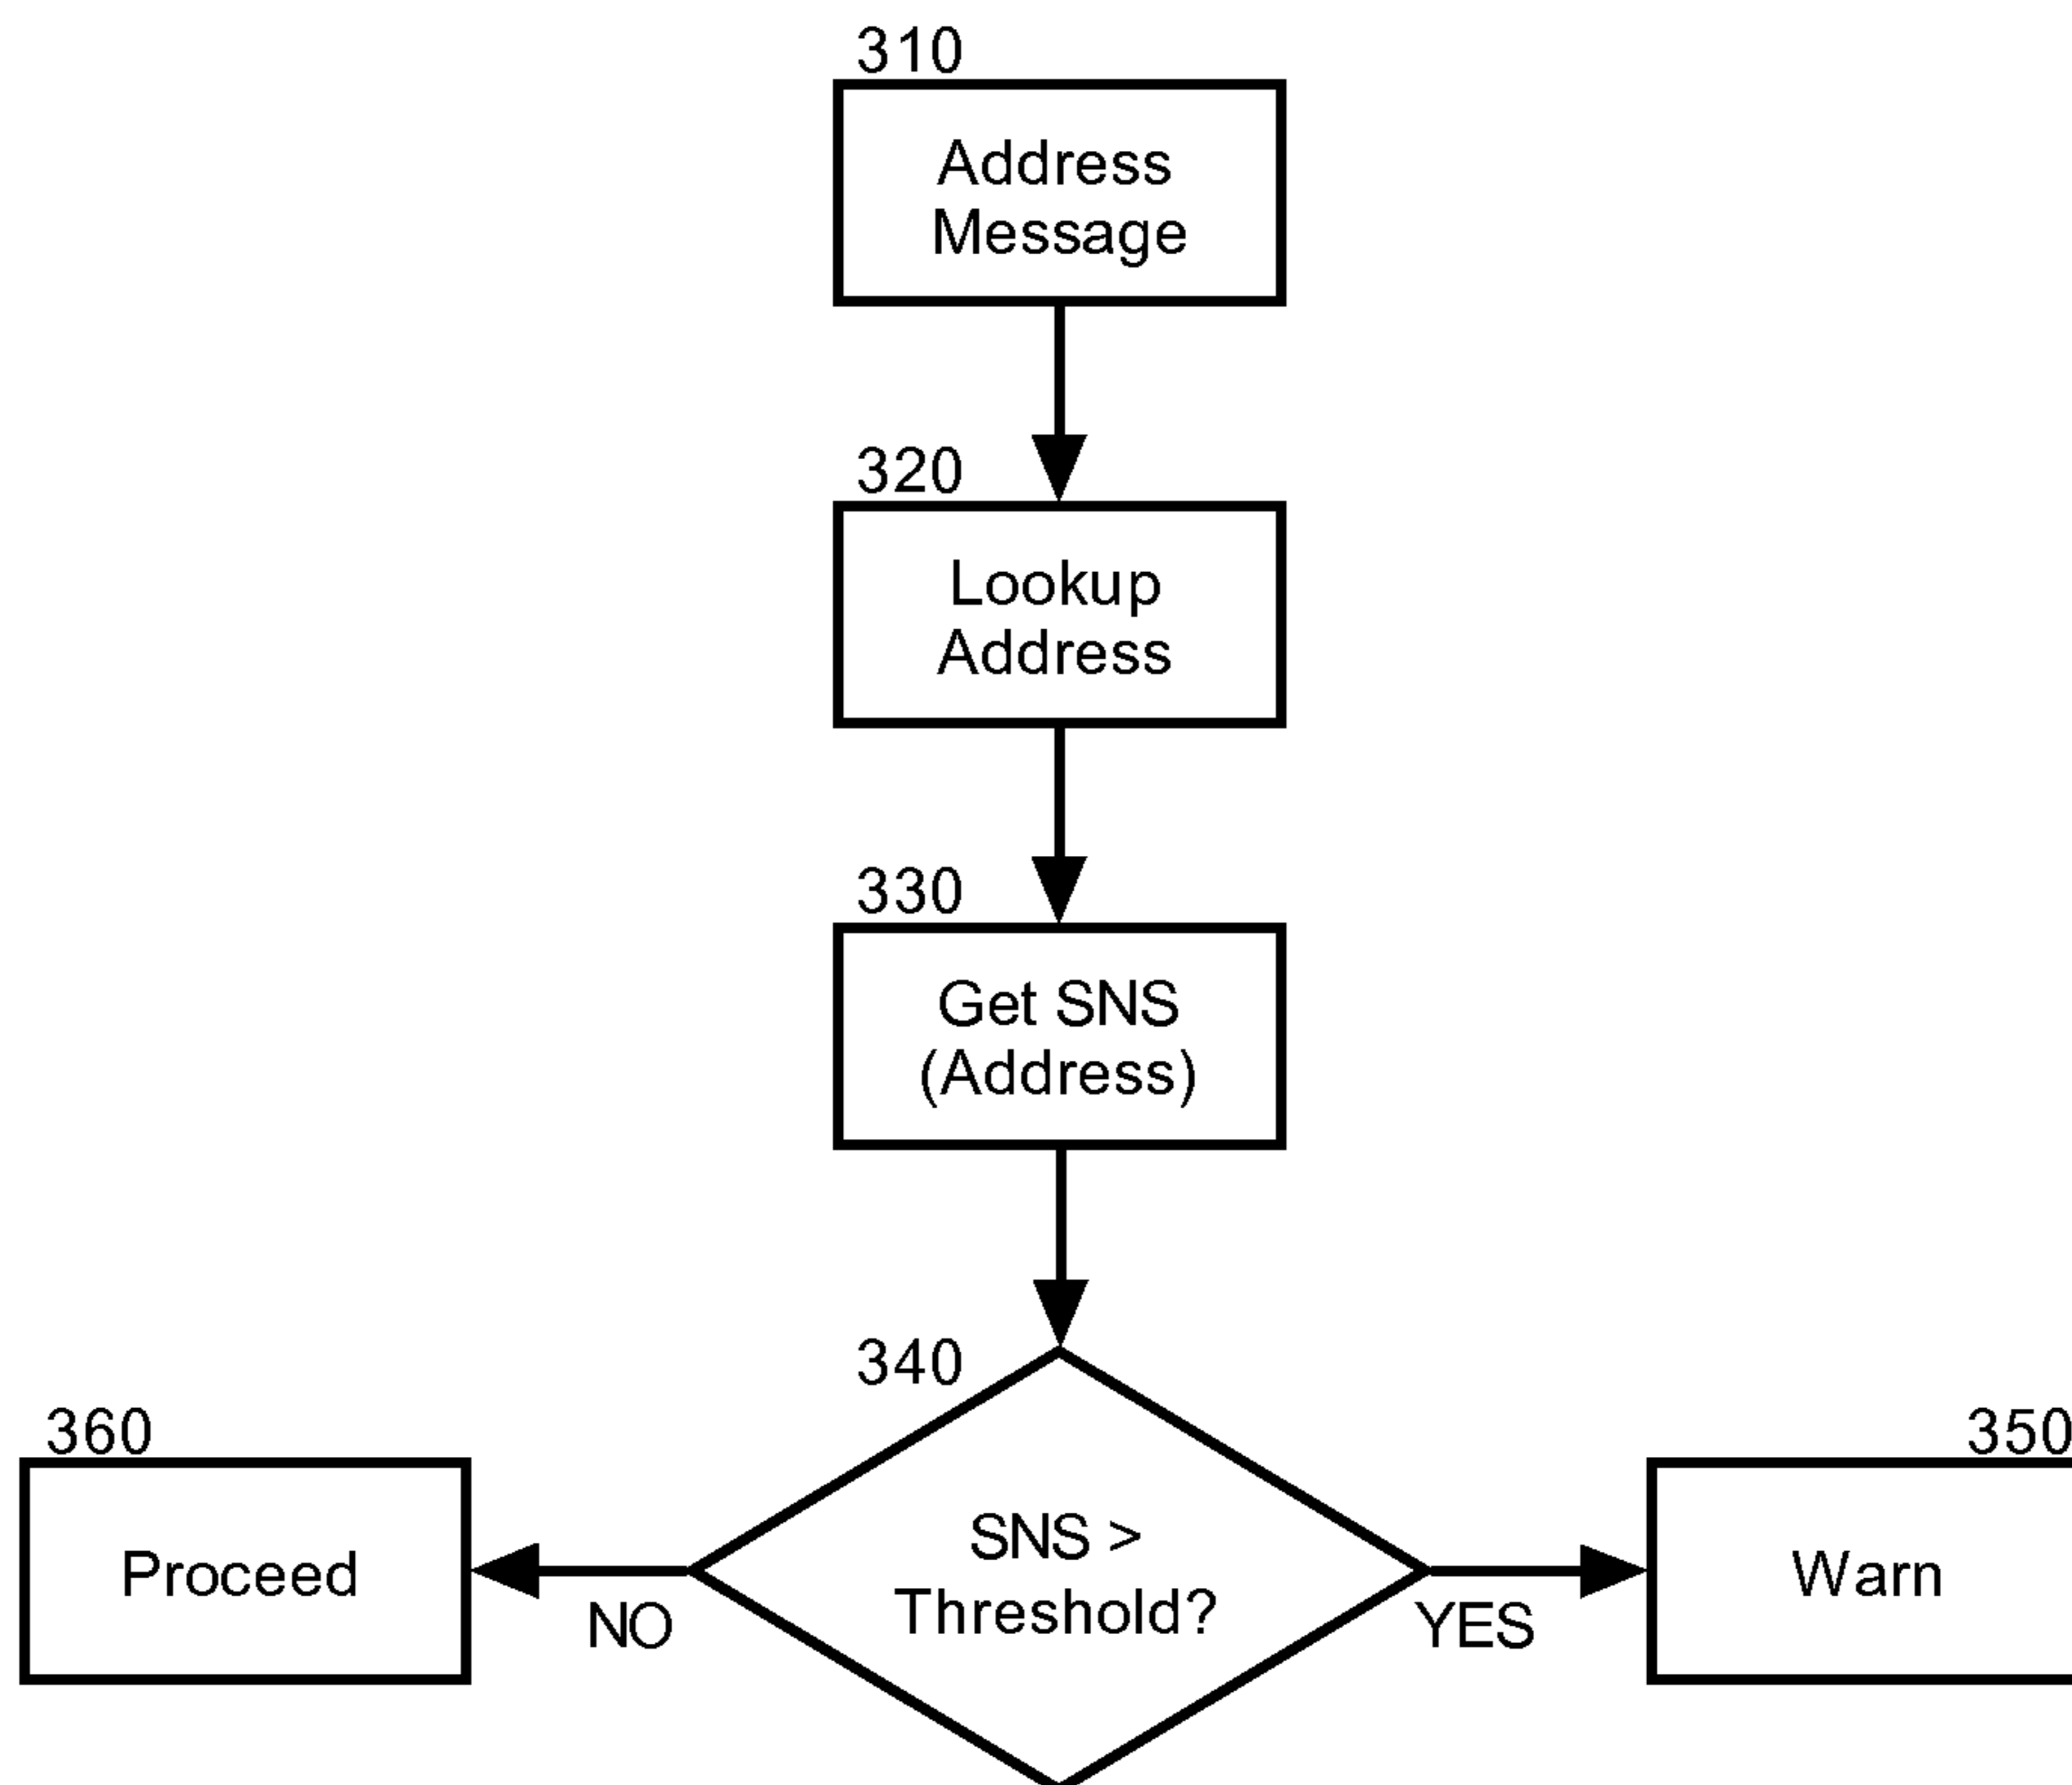 310
Address
Message
320
Lookup
Address
330
Get SNS
(Address)
340
SNS >
Threshold?
360
Proceed
NO
YES
350
Warn